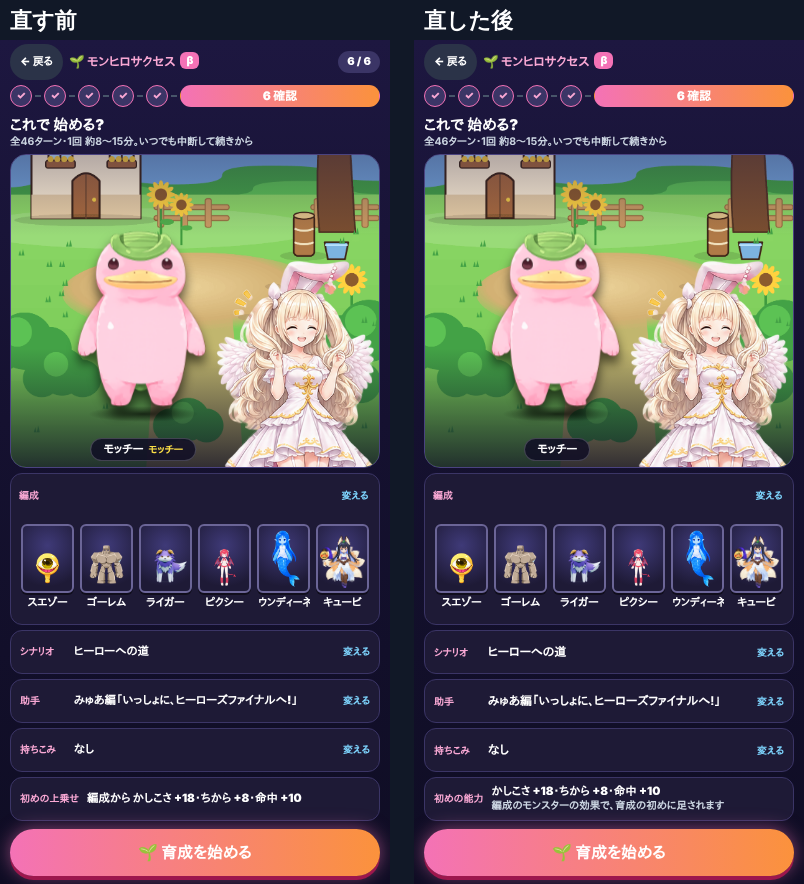 直す前
← 戻る
🌱 モンヒロサクセス β
6 / 6
6 確認
これで 始める?
全46ターン・1回 約8〜15分。いつでも中断して続きから
モッチー モッチー
編成
変える
スエゾー
ゴーレム
ライガー
ピクシー
ウンディーネ
キュービ
シナリオ
ヒーローへの道
変える
助手
みゅあ編「いっしょに、ヒーローズファイナルへ!」
変える
持ちこみ
なし
変える
初めの上乗せ
編成から かしこさ +18・ちから +8・命中 +10
🌱 育成を始める
直した後
← 戻る
🌱 モンヒロサクセス β
6 確認
これで 始める?
全46ターン・1回 約8〜15分。いつでも中断して続きから
モッチー
編成
変える
スエゾー
ゴーレム
ライガー
ピクシー
ウンディーネ
キュービ
シナリオ
ヒーローへの道
変える
助手
みゅあ編「いっしょに、ヒーローズファイナルへ!」
変える
持ちこみ
なし
変える
初めの能力
かしこさ +18・ちから +8・命中 +10
編成のモンスターの効果で、育成の初めに足されます
🌱 育成を始める